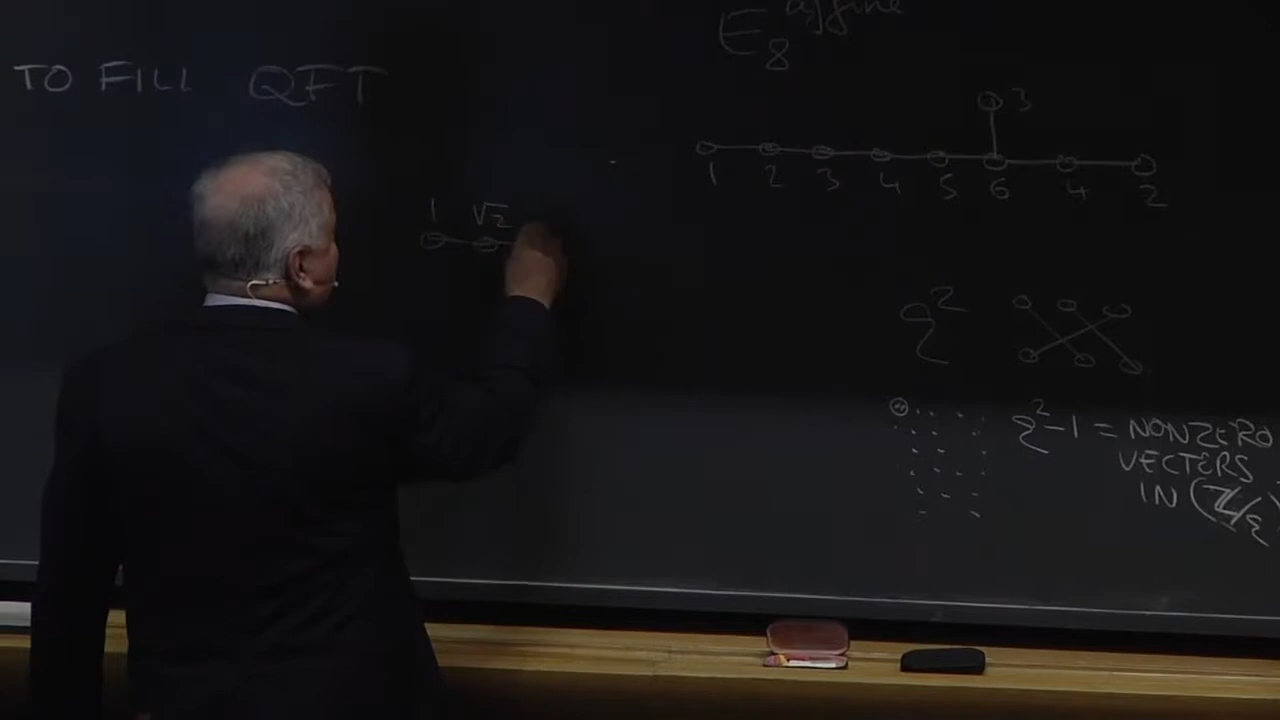 TO FILL QFT
E8 affine
3
1 2 3 4 5 6 4 2
1 √2
q²
q²-1 = NONZERO
VECTERS
IN (Z/q